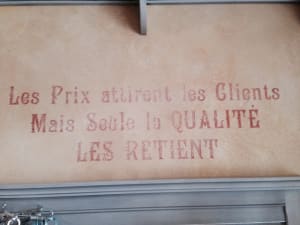 Les Prix attirent les Clients
Mais Seule la QUALITÉ
LES RETIENT